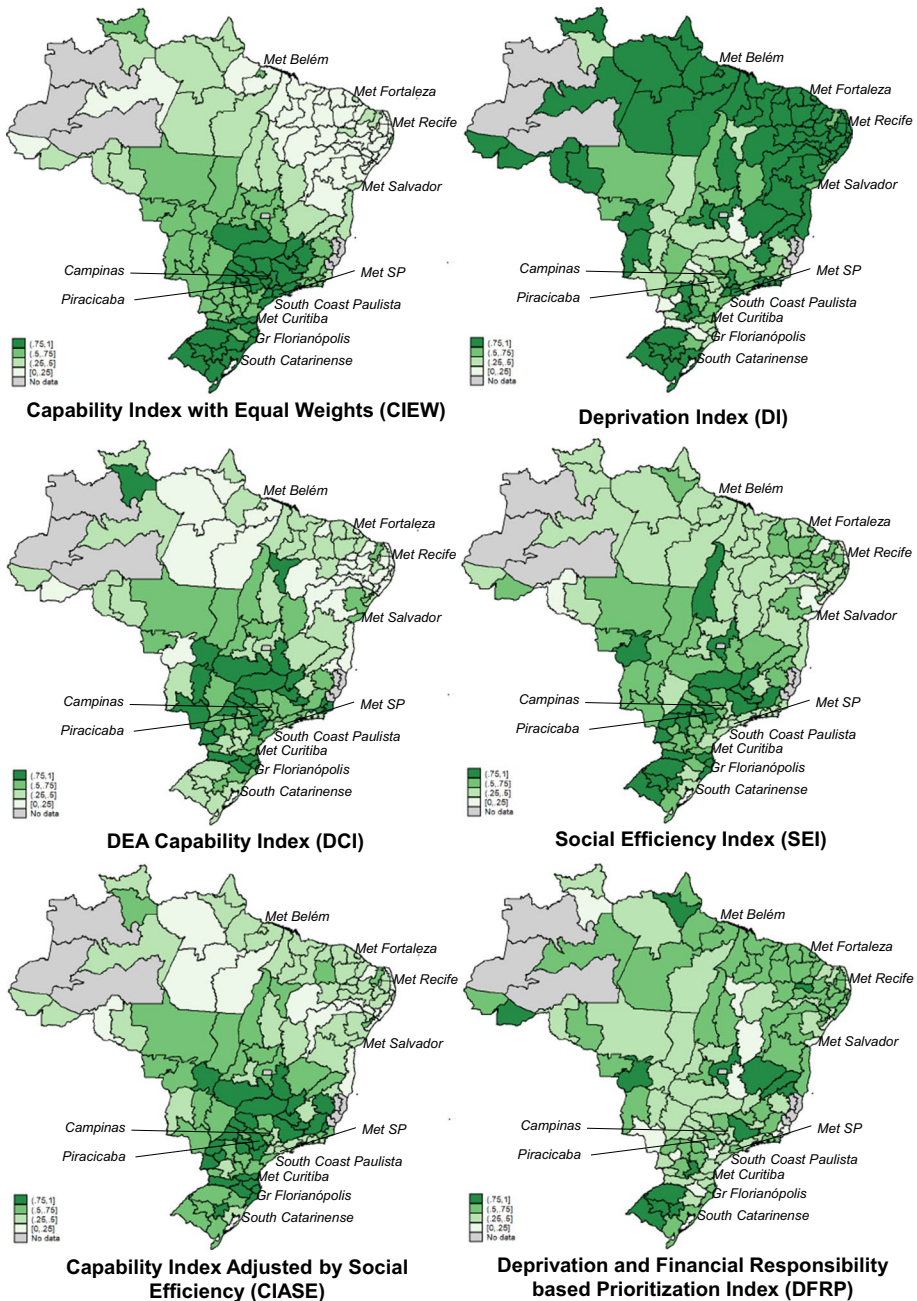 Met Belém
Met Fortaleza
Met Recife
Met Salvador
Campinas
Met SP
Piracicaba
South Coast Paulista
Met Curitiba
Gr Florianópolis
South Catarinense
(.75,1]
(.5,.75]
(.25,.5]
[0,.25]
No data
Capability Index with Equal Weights (CIEW)
Met Belém
Met Fortaleza
Met Recife
Met Salvador
Campinas
Met SP
Piracicaba
South Coast Paulista
Met Curitiba
Gr Florianópolis
South Catarinense
(.75,1]
(.5,.75]
(.25,.5]
[0,.25]
No data
Deprivation Index (DI)
Met Belém
Met Fortaleza
Met Recife
Met Salvador
Campinas
Met SP
Piracicaba
South Coast Paulista
Met Curitiba
Gr Florianópolis
South Catarinense
(.75,1]
(.5,.75]
(.25,.5]
[0,.25]
No data
DEA Capability Index (DCI)
Met Belém
Met Fortaleza
Met Recife
Met Salvador
Campinas
Met SP
Piracicaba
South Coast Paulista
Met Curitiba
Gr Florianópolis
South Catarinense
(.75,1]
(.5,.75]
(.25,.5]
[0,.25]
No data
Social Efficiency Index (SEI)
Met Belém
Met Fortaleza
Met Recife
Met Salvador
Campinas
Met SP
Piracicaba
South Coast Paulista
Met Curitiba
Gr Florianópolis
South Catarinense
(.75,1]
(.5,.75]
(.25,.5]
[0,.25]
No data
Capability Index Adjusted by Social
Efficiency (CIASE)
Met Belém
Met Fortaleza
Met Recife
Met Salvador
Campinas
Met SP
Piracicaba
South Coast Paulista
Met Curitiba
Gr Florianópolis
South Catarinense
(.75,1]
(.5,.75]
(.25,.5]
[0,.25]
No data
Deprivation and Financial Responsibility
based Prioritization Index (DFRP)